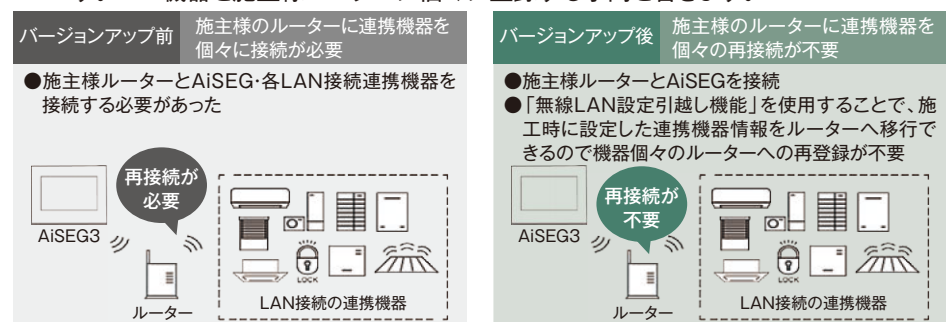 バージョンアップ前
施主様のルーターに連携機器を
個々に接続が必要
●施主様ルーターとAiSEG・各LAN接続連携機器を
接続する必要があった
再接続が
必要
AiSEG3
LOCK
ルーター
LAN接続の連携機器
バージョンアップ後
施主様のルーターに連携機器を
個々の再接続が不要
●施主様ルーターとAiSEGを接続
●「無線LAN設定引越し機能」を使用することで、施
工時に設定した連携機器情報をルーターへ移行で
きるので機器個々のルーターへの再登録が不要
再接続が
不要
AiSEG3
LOCK
ルーター
LAN接続の連携機器